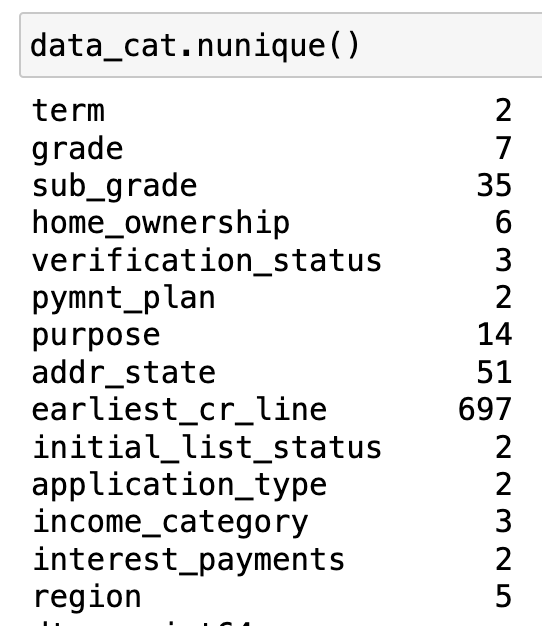 data_cat.nunique()
term 2
grade 7
sub_grade 35
home_ownership 6
verification_status 3
pymnt_plan 2
purpose 14
addr_state 51
earliest_cr_line 697
initial_list_status 2
application_type 2
income_category 3
interest_payments 2
region 5